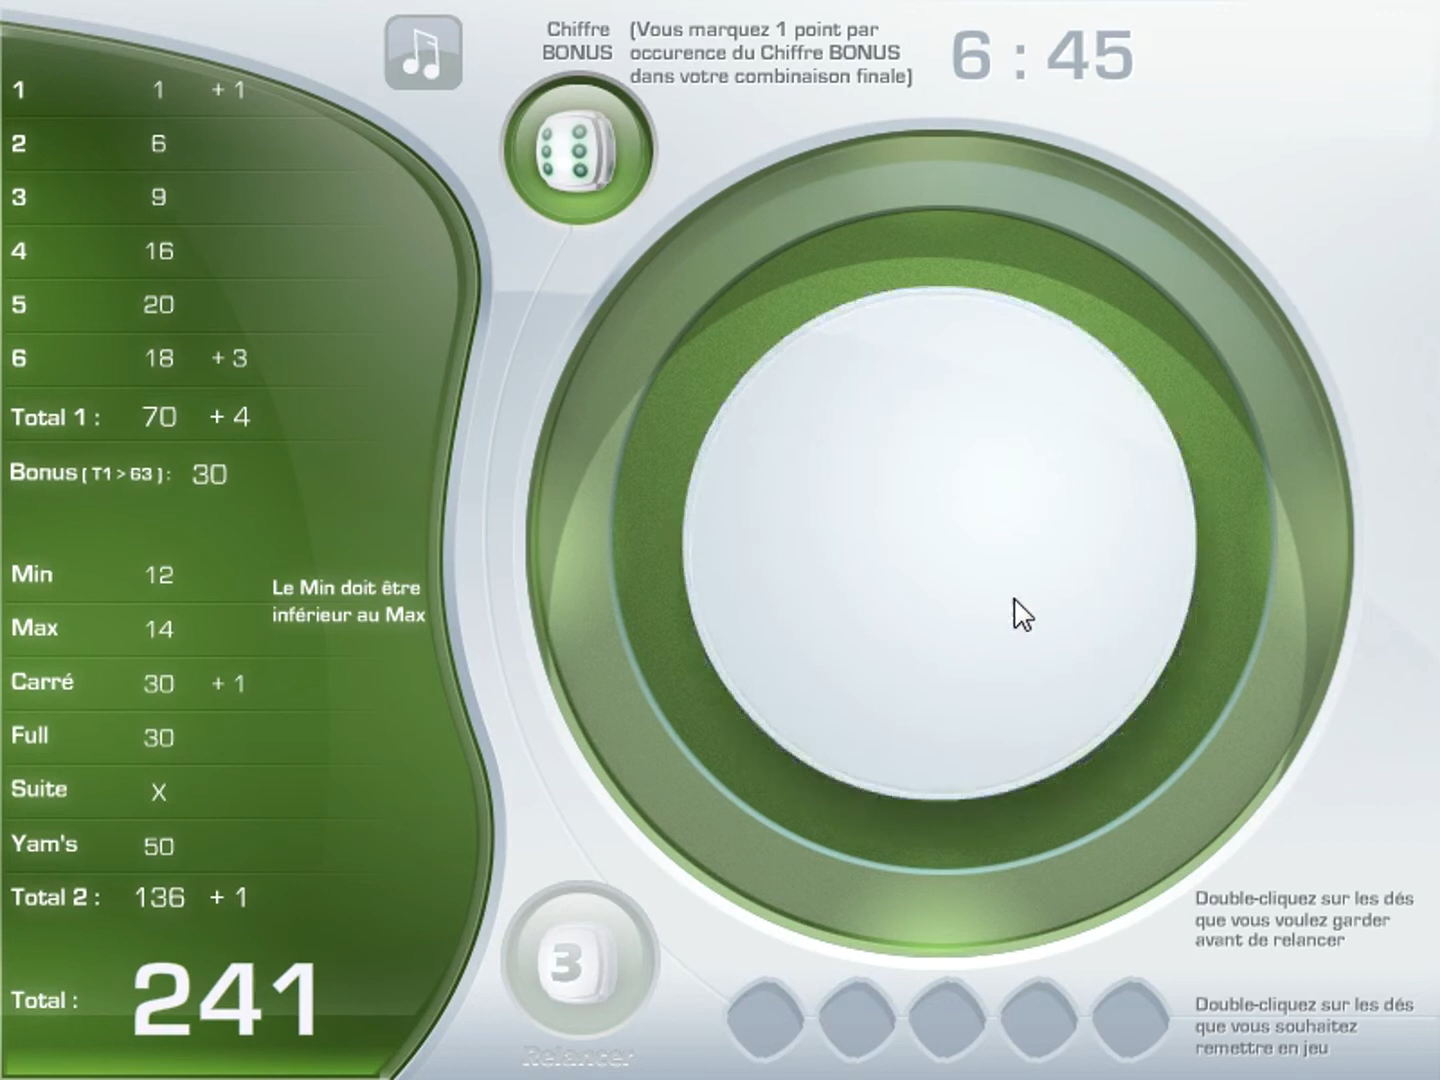 Chiffre
BONUS
(Vous marquez 1 point par
occurence du Chiffre BONUS
dans votre combinaison finale)
6 : 45
1 1 + 1
2 6
3 9
4 16
5 20
6 18 + 3
Total 1 : 70 + 4
Bonus ( T1 > 63 ) : 30
Min 12
Le Min doit être
inférieur au Max
Max 14
Carré 30 + 1
Full 30
Suite X
Yam's 50
Total 2 : 136 + 1
Total : 241
3
Relancer
Double-cliquez sur les dés
que vous voulez garder
avant de relancer
Double-cliquez sur les dés
que vous souhaitez
remettre en jeu